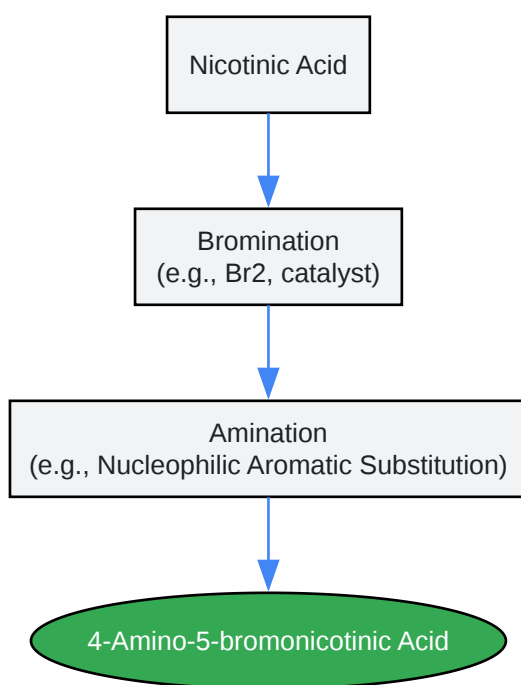 Nicotinic Acid
Bromination
(e.g., Br2, catalyst)
Amination
(e.g., Nucleophilic Aromatic Substitution)
4-Amino-5-bromonicotinic Acid